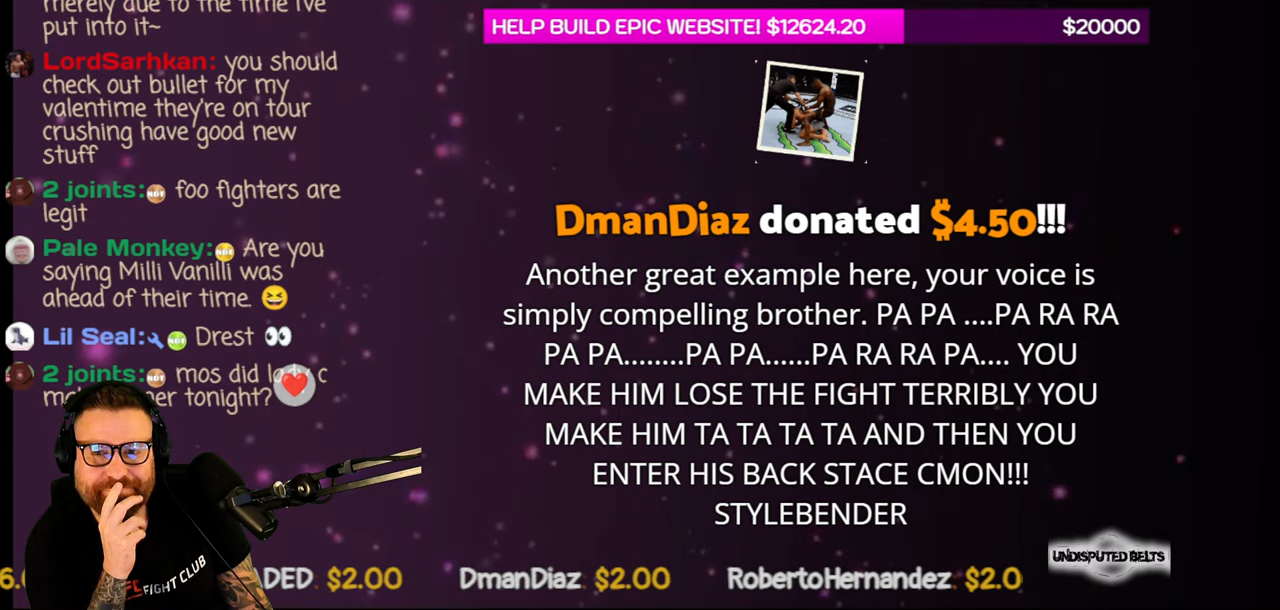 merely due to the time I've
put into it~
LordSarhkan: you should
check out bullet for my
valentime they're on tour
crushing have good new
stuff
2 joints: foo fighters are
legit
Pale Monkey: Are you
saying Milli Vanilli was
ahead of their time.
Lil Seal: Drest
2 joints: mos did
tonight?
HELP BUILD EPIC WEBSITE! $12624.20
$20000
DmanDiaz donated $4.50!!!
Another great example here, your voice is
simply compelling brother. PA PA ....PA RA RA
PA PA........PA PA......PA RA RA PA.... YOU
MAKE HIM LOSE THE FIGHT TERRIBLY YOU
MAKE HIM TA TA TA TA AND THEN YOU
ENTER HIS BACK STACE CMON!!!
STYLEBENDER
UNDISPUTED BELTS
FIGHT CLUB
$2.00 DmanDiaz $2.00 RobertoHernandez $2.0